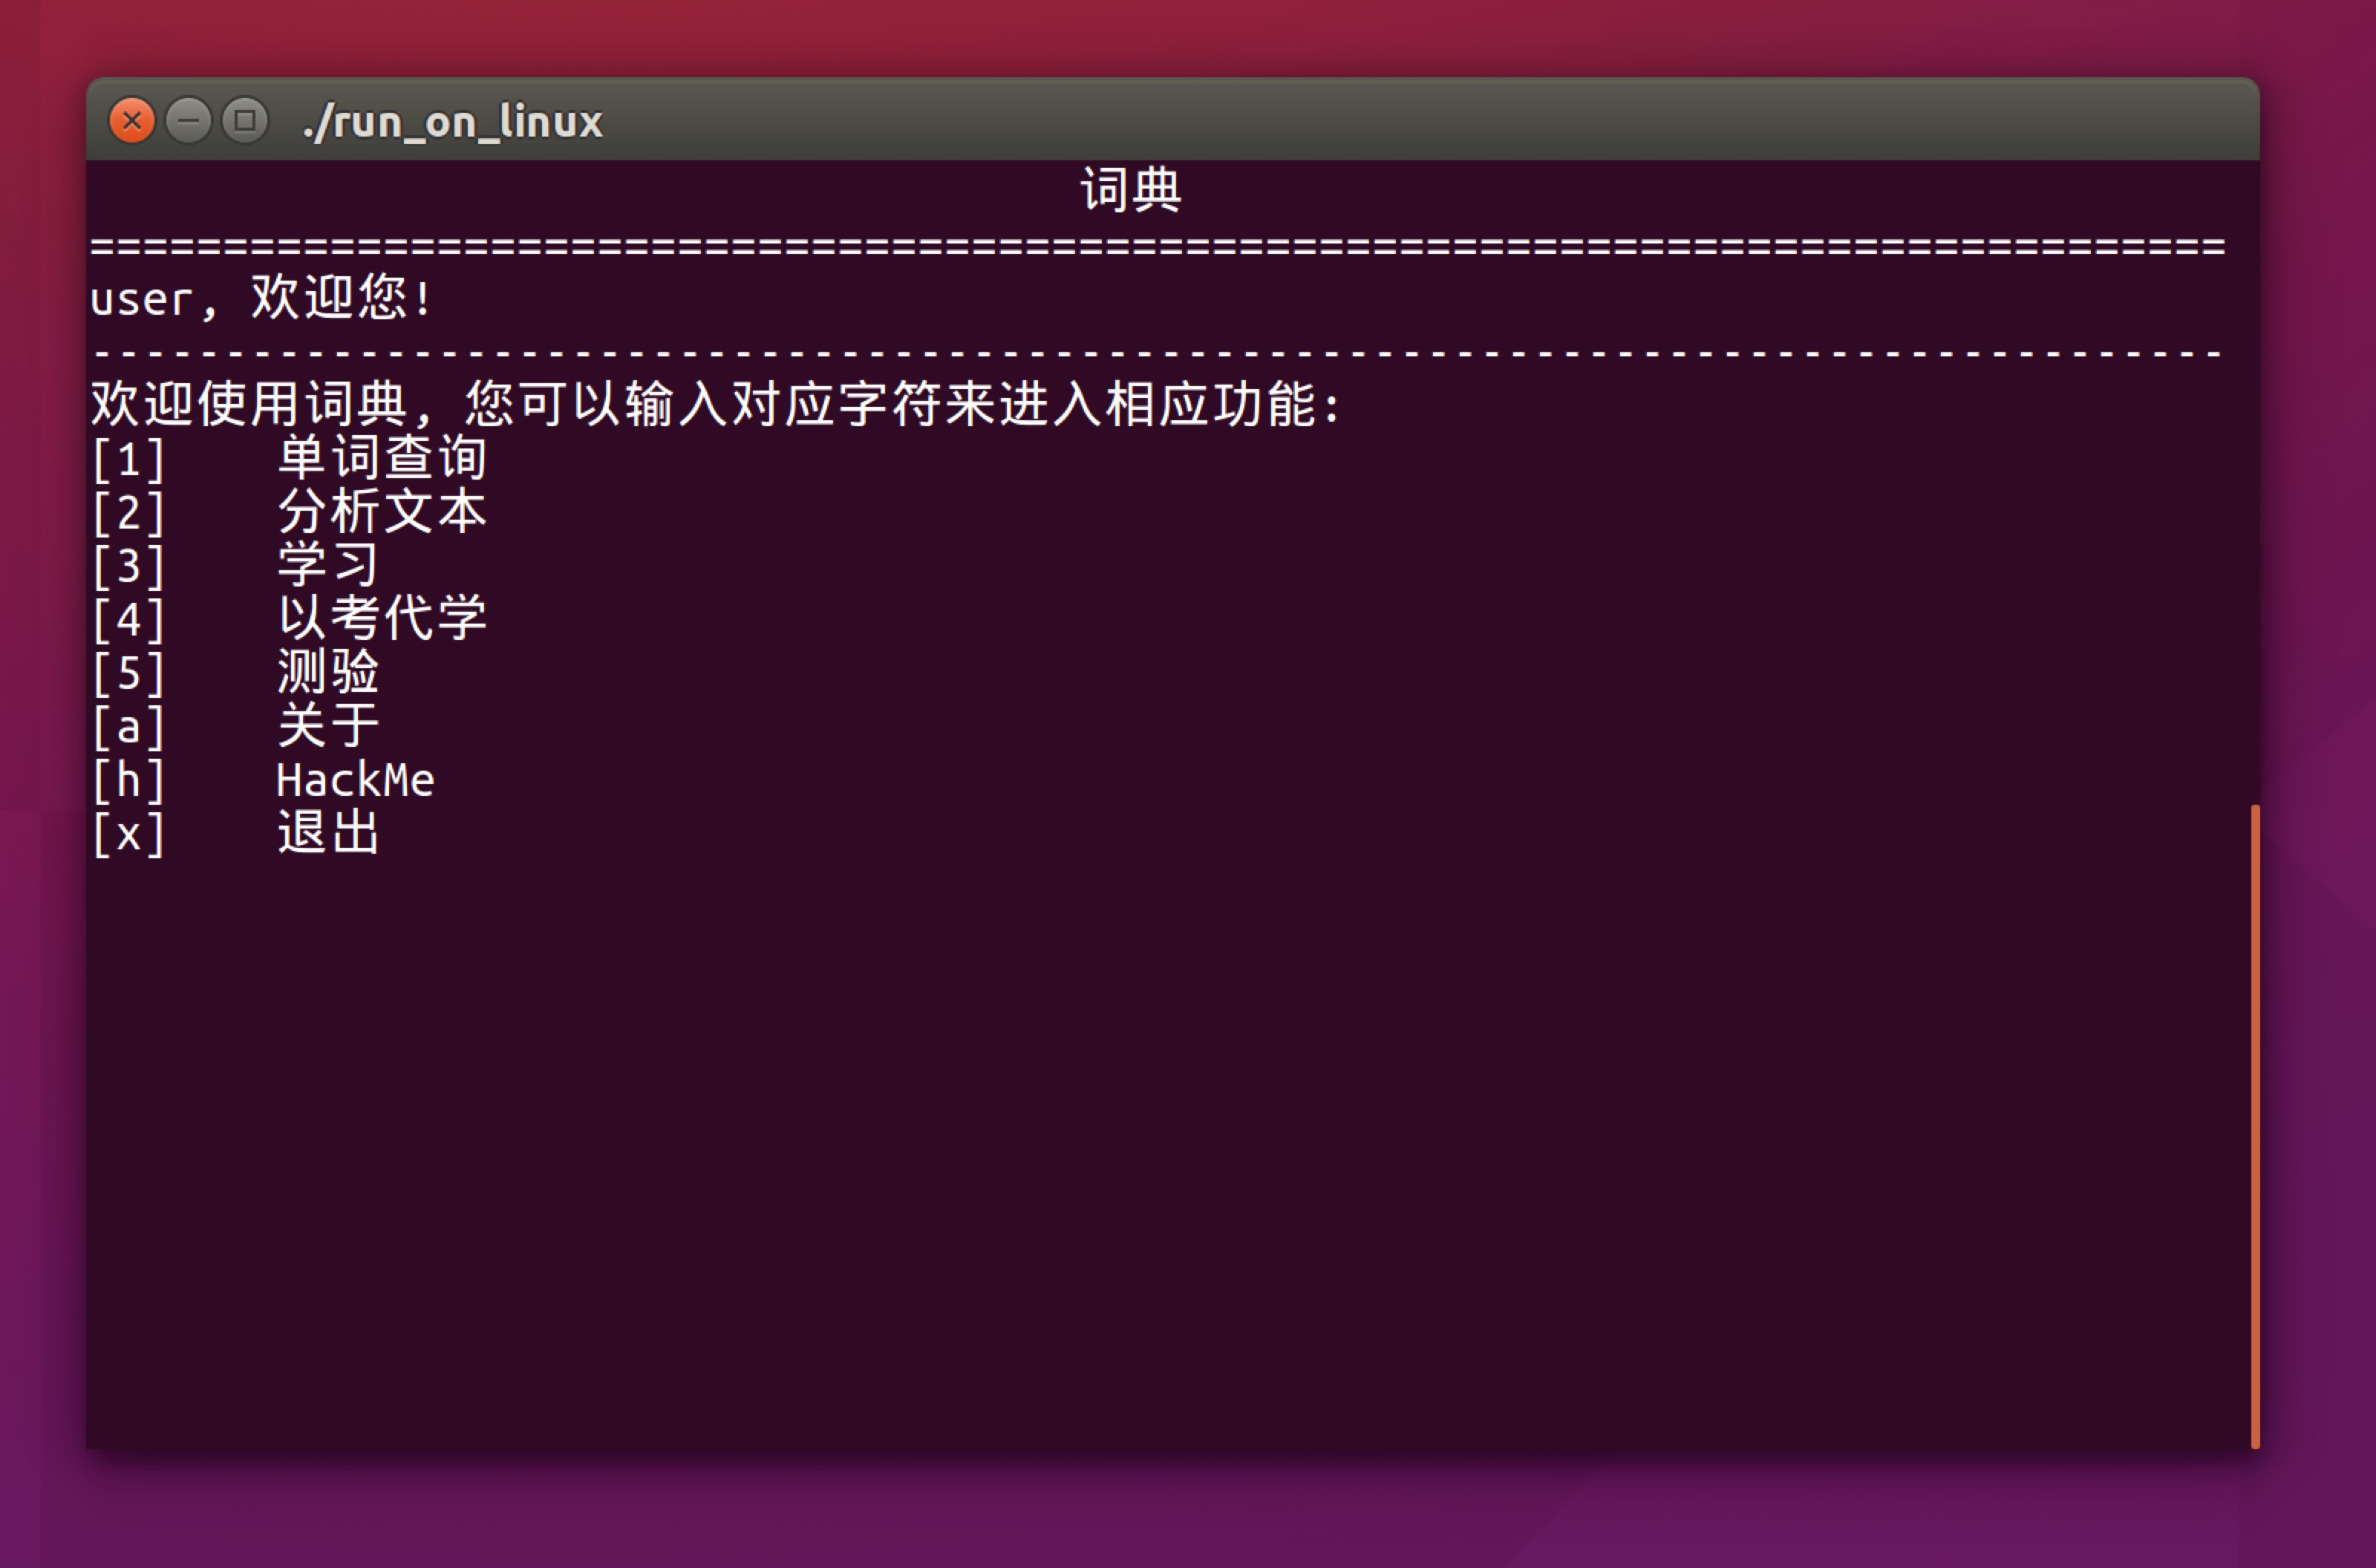 ./run_on_linux
词典
================================================================================
user, 欢迎您!
--------------------------------------------------------------------------------
欢迎使用词典, 您可以输入对应字符来进入相应功能:
[1]    单词查询
[2]    分析文本
[3]    学习
[4]    以考代学
[5]    测验
[a]    关于
[h]    HackMe
[x]    退出